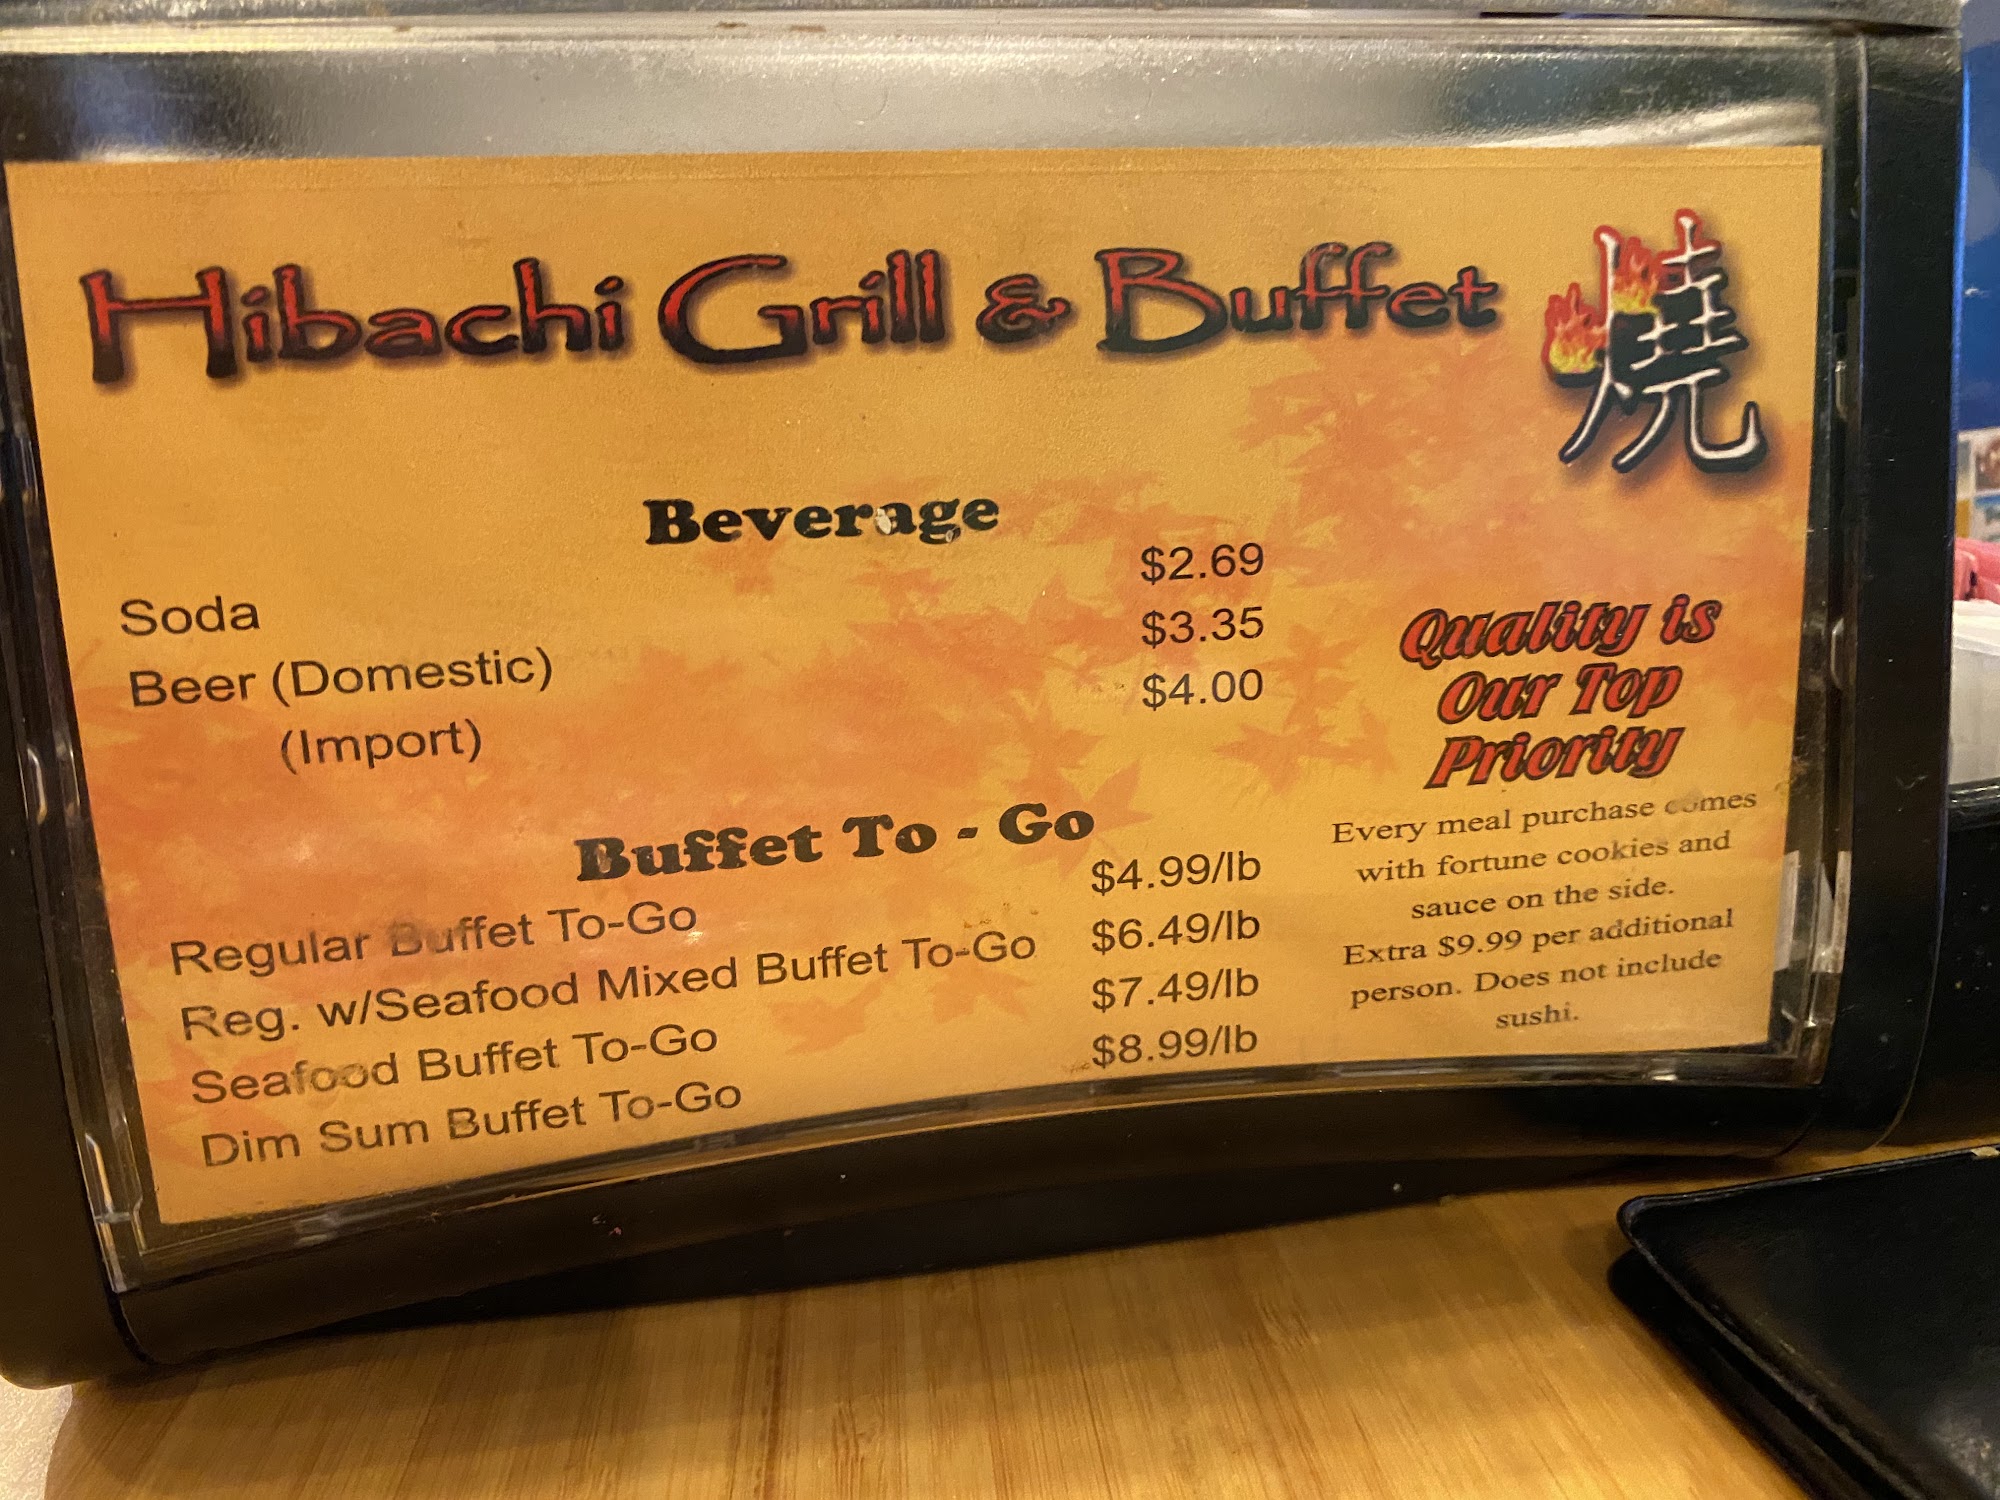 Hibachi Grill & Buffet 燒
Beverage
Soda $2.69
Beer (Domestic) $3.35
(Import) $4.00
Buffet To - Go
Regular Buffet To-Go $4.99/lb
Reg. w/Seafood Mixed Buffet To-Go $6.49/lb
Seafood Buffet To-Go $7.49/lb
Dim Sum Buffet To-Go $8.99/lb
Quality is
Our Top
Priority
Every meal purchase comes
with fortune cookies and
sauce on the side.
Extra $9.99 per additional
person. Does not include
sushi.